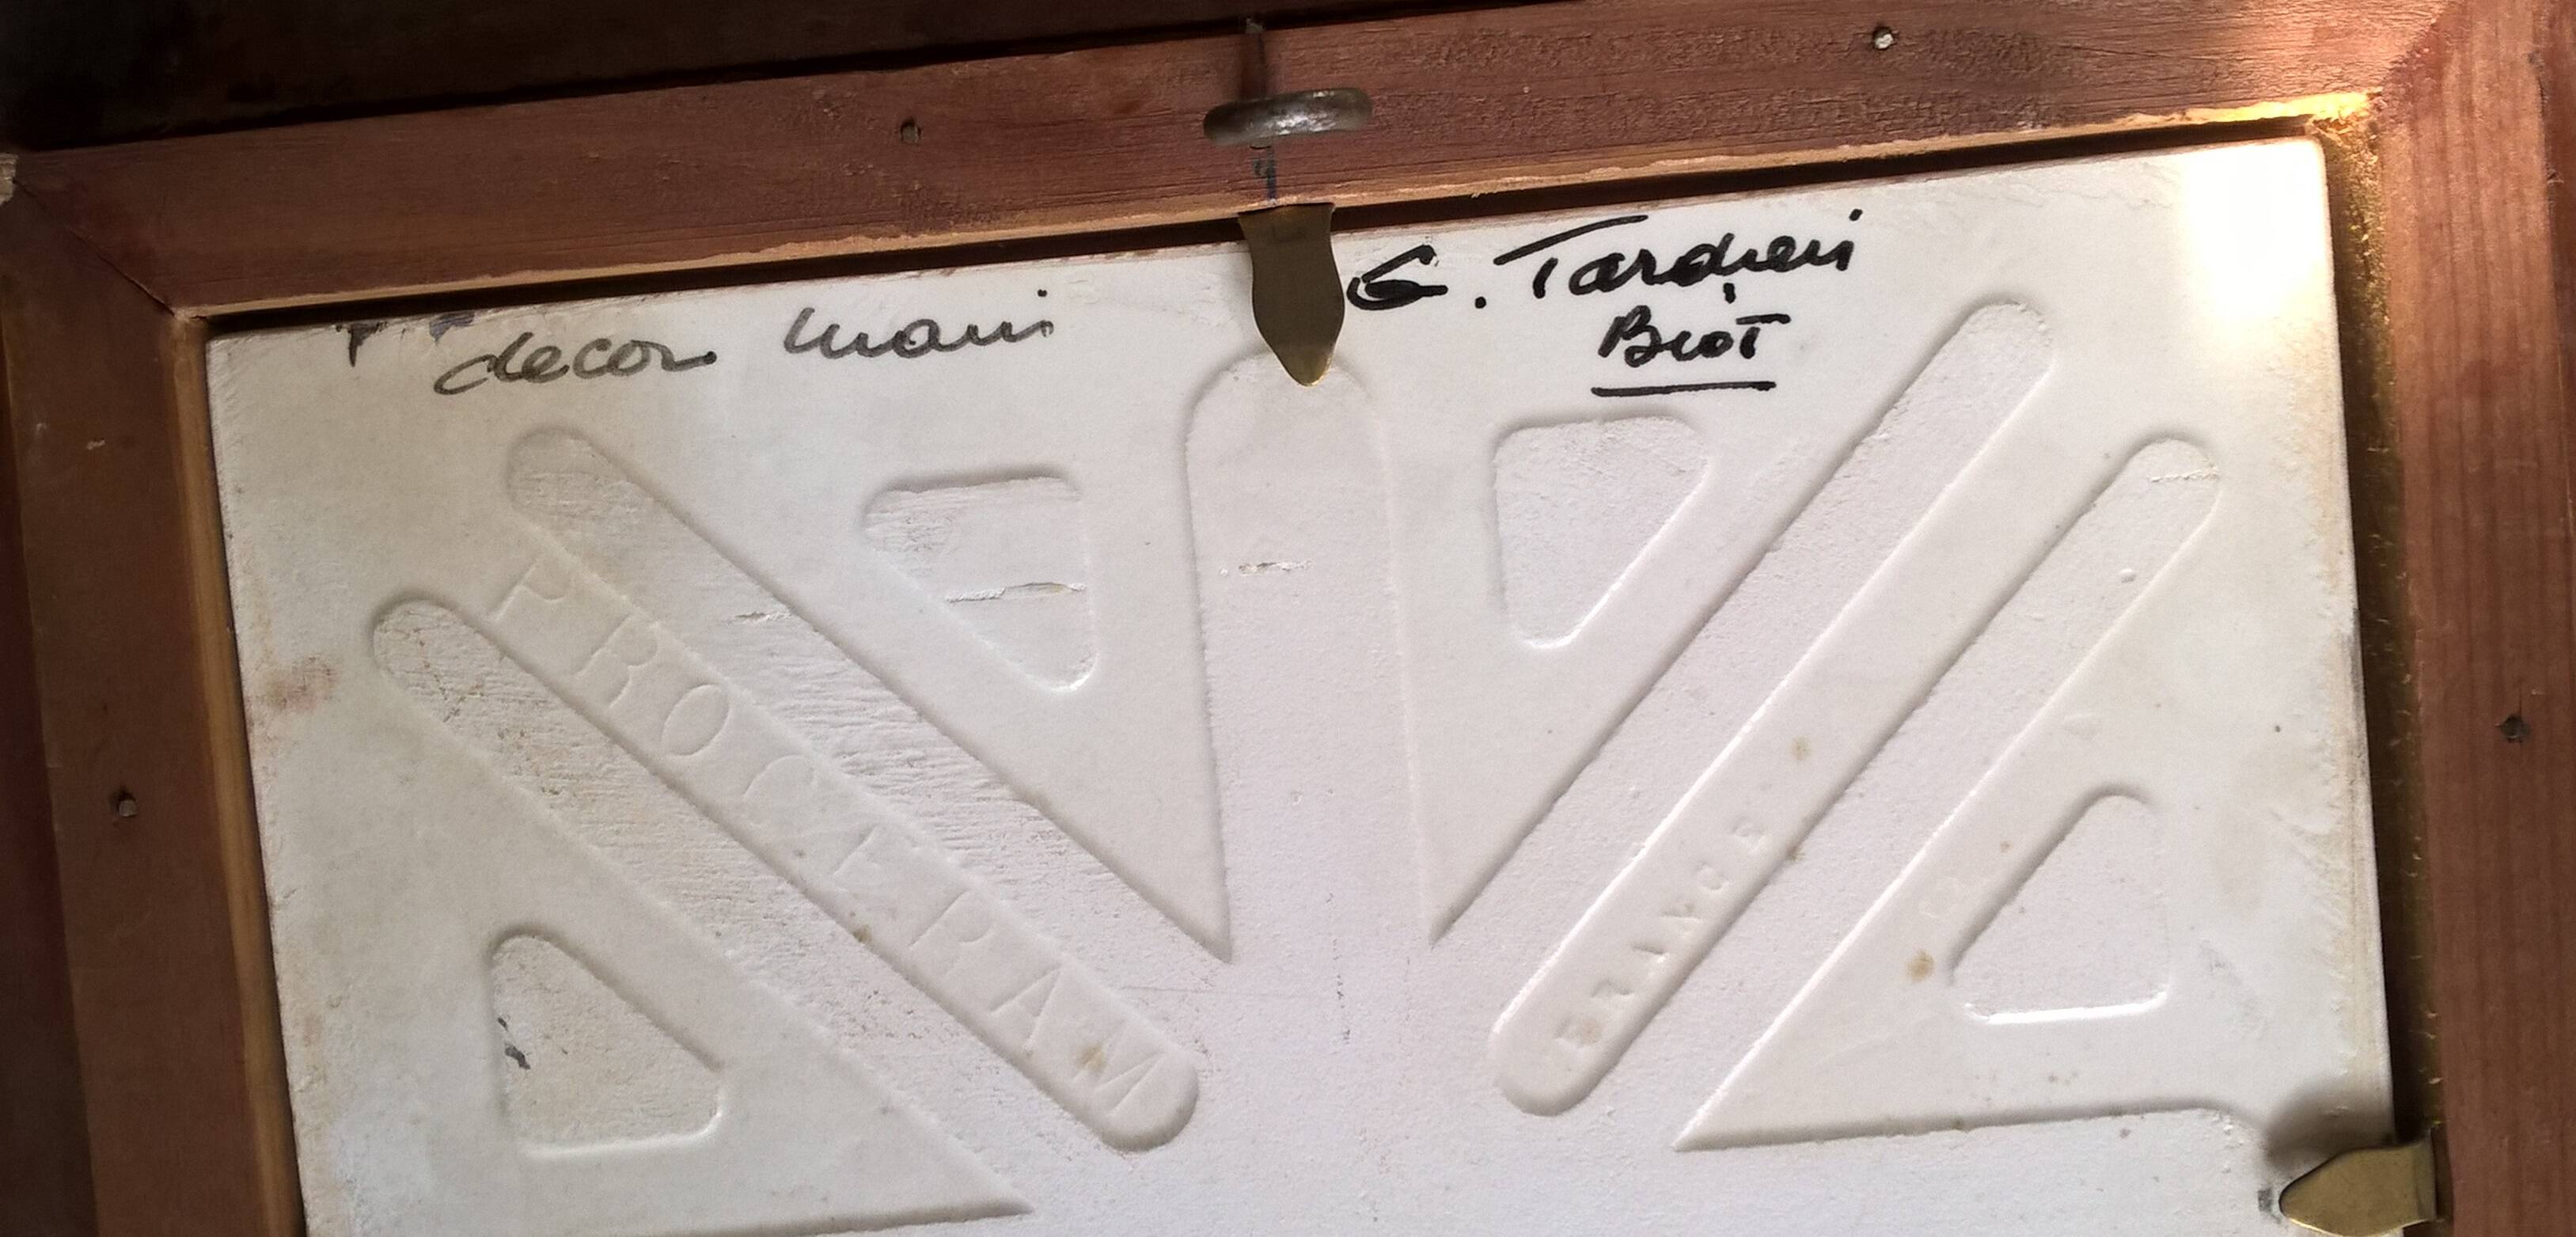 decor main
G. Tardieu
Biot
PROCERAM
FRANCE